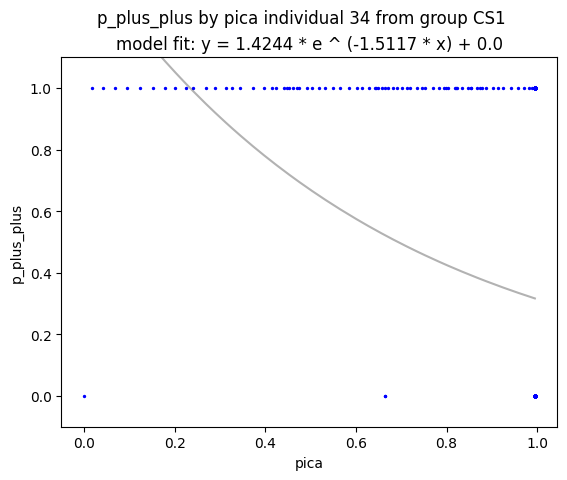 p_plus_plus by pica individual 34 from group CS1
model fit: y = 1.4244 * e ^ (-1.5117 * x) + 0.0
1.0
0.8
0.6
0.4
0.2
0.0
p_plus_plus
0.0 0.2 0.4 0.6 0.8 1.0
pica